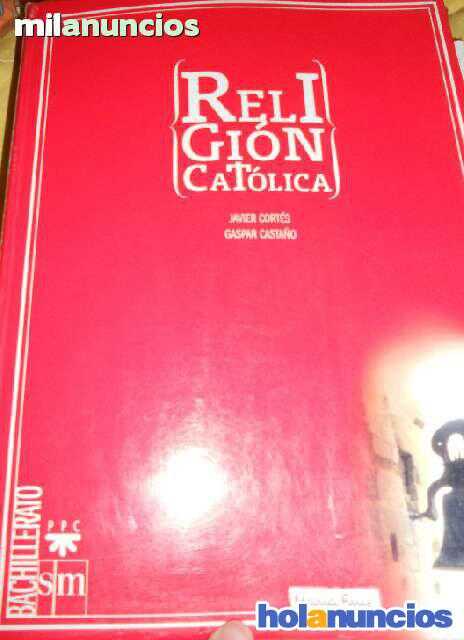 milanuncios
RELI
GIÓN
CATÓLICA
JAVIER CORTÉS
GASPAR CASTAÑO
BACHILLERATO
PPC
sm
holanuncios